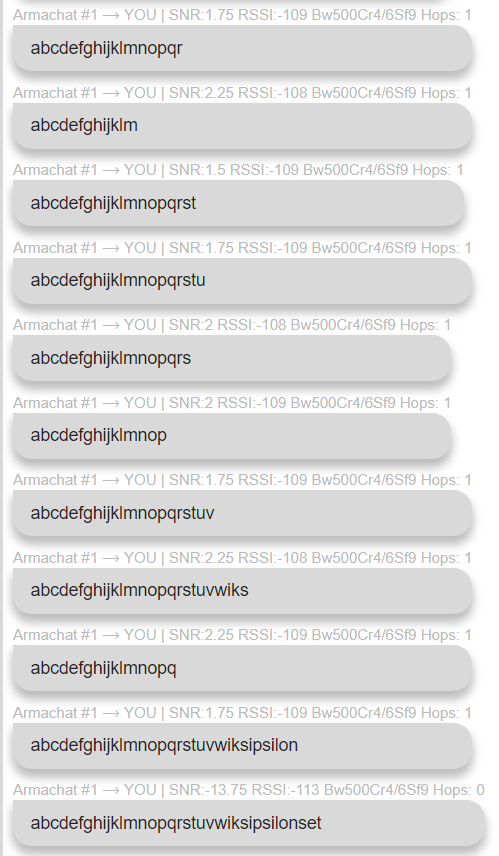 Armachat #1 ⟶ YOU | SNR:1.75 RSSI:-109 Bw500Cr4/6Sf9 Hops: 1
abcdefghijklmnopqr
Armachat #1 ⟶ YOU | SNR:2.25 RSSI:-108 Bw500Cr4/6Sf9 Hops: 1
abcdefghijklm
Armachat #1 ⟶ YOU | SNR:1.5 RSSI:-109 Bw500Cr4/6Sf9 Hops: 1
abcdefghijklmnopqrst
Armachat #1 ⟶ YOU | SNR:1.75 RSSI:-109 Bw500Cr4/6Sf9 Hops: 1
abcdefghijklmnopqrstu
Armachat #1 ⟶ YOU | SNR:2 RSSI:-108 Bw500Cr4/6Sf9 Hops: 1
abcdefghijklmnopqrs
Armachat #1 ⟶ YOU | SNR:2 RSSI:-109 Bw500Cr4/6Sf9 Hops: 1
abcdefghijklmnop
Armachat #1 ⟶ YOU | SNR:1.75 RSSI:-109 Bw500Cr4/6Sf9 Hops: 1
abcdefghijklmnopqrstuv
Armachat #1 ⟶ YOU | SNR:2.25 RSSI:-108 Bw500Cr4/6Sf9 Hops: 1
abcdefghijklmnopqrstuvwiks
Armachat #1 ⟶ YOU | SNR:2.25 RSSI:-109 Bw500Cr4/6Sf9 Hops: 1
abcdefghijklmnopq
Armachat #1 ⟶ YOU | SNR:1.75 RSSI:-109 Bw500Cr4/6Sf9 Hops: 1
abcdefghijklmnopqrstuvwiksipsilon
Armachat #1 ⟶ YOU | SNR:-13.75 RSSI:-113 Bw500Cr4/6Sf9 Hops: 0
abcdefghijklmnopqrstuvwiksipsilonset